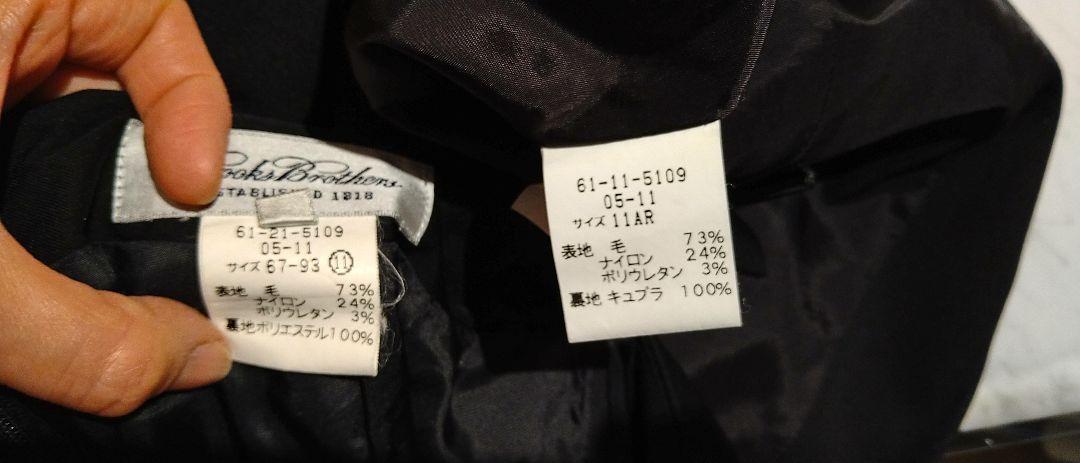 ooks Brothers
ESTABLISHED 1818
61-21-5109
05-11
サイズ 67-93 ⑪
表地 毛 73%
ナイロン 24%
ポリウレタン 3%
裏地ポリエステル100%
61-11-5109
05-11
サイズ 11AR
表地 毛 73%
ナイロン 24%
ポリウレタン 3%
裏地 キュプラ 100%